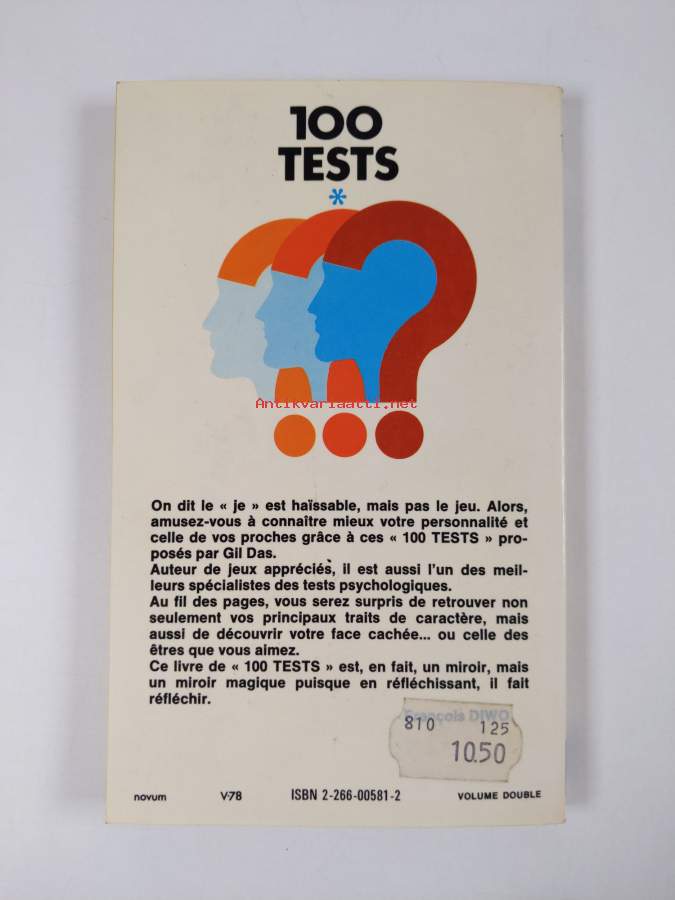 100
TESTS
*
Antikvariaatti.net
On dit le « je » est haïssable, mais pas le jeu. Alors,
amusez-vous à connaître mieux votre personnalité et
celle de vos proches grâce à ces « 100 TESTS » pro-
posés par Gil Das.
Auteur de jeux appréciés, il est aussi l'un des meil-
leurs spécialistes des tests psychologiques.
Au fil des pages, vous serez surpris de retrouver non
seulement vos principaux traits de caractère, mais
aussi de découvrir votre face cachée... ou celle des
êtres que vous aimez.
Ce livre de « 100 TESTS » est, en fait, un miroir, mais
un miroir magique puisque en réfléchissant, il fait
réfléchir.
François DIWO
810 125
10.50
novum V-78 ISBN 2-266-00581-2 VOLUME DOUBLE